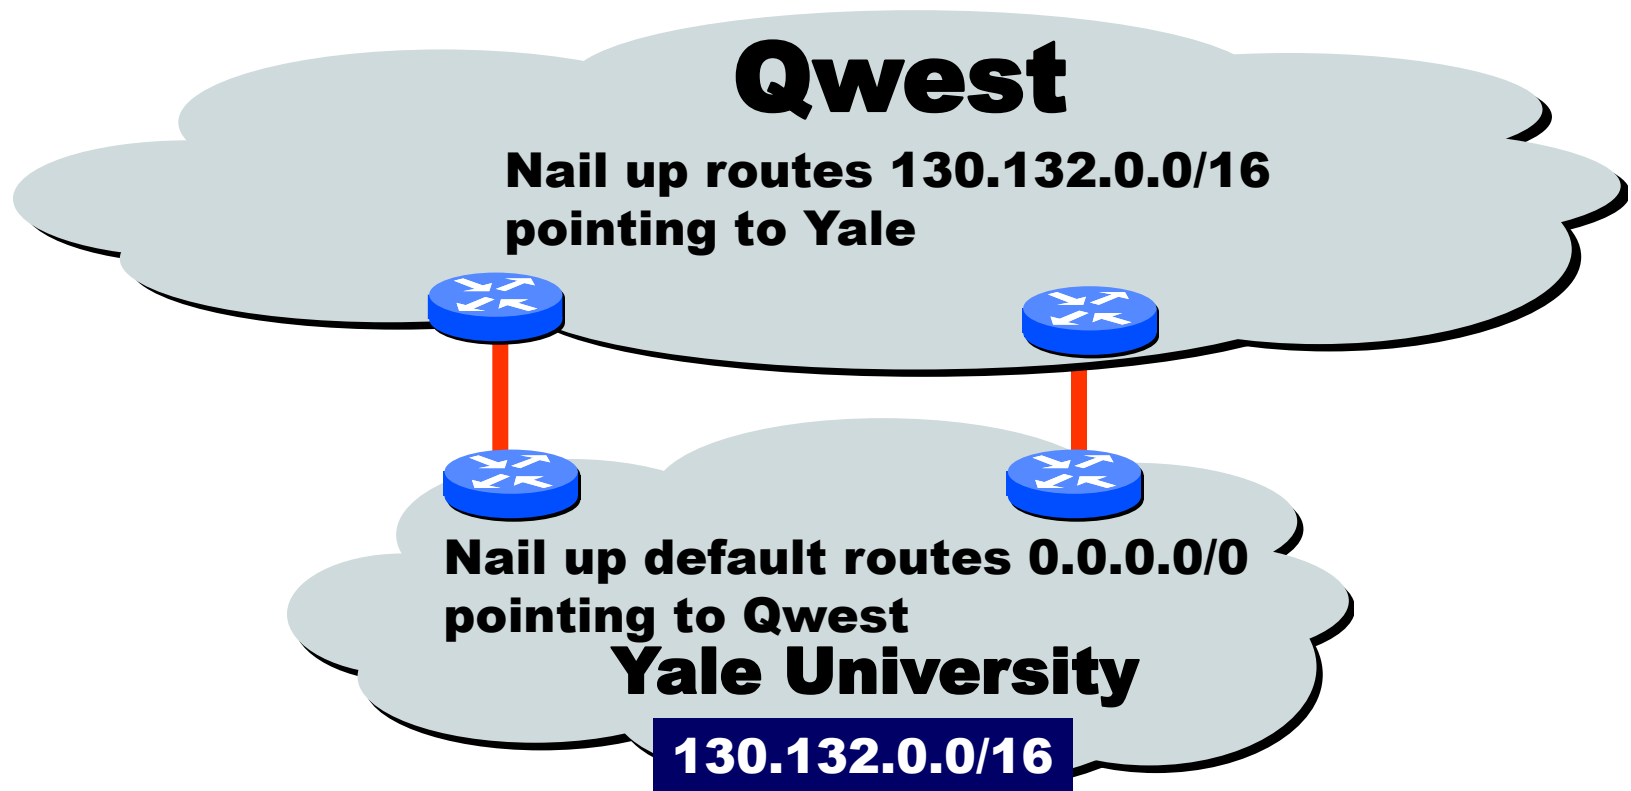 Qwest
Nail up routes 130.132.0.0/16
pointing to Yale
Nail up default routes 0.0.0.0/0
pointing to Qwest
Yale University
130.132.0.0/16